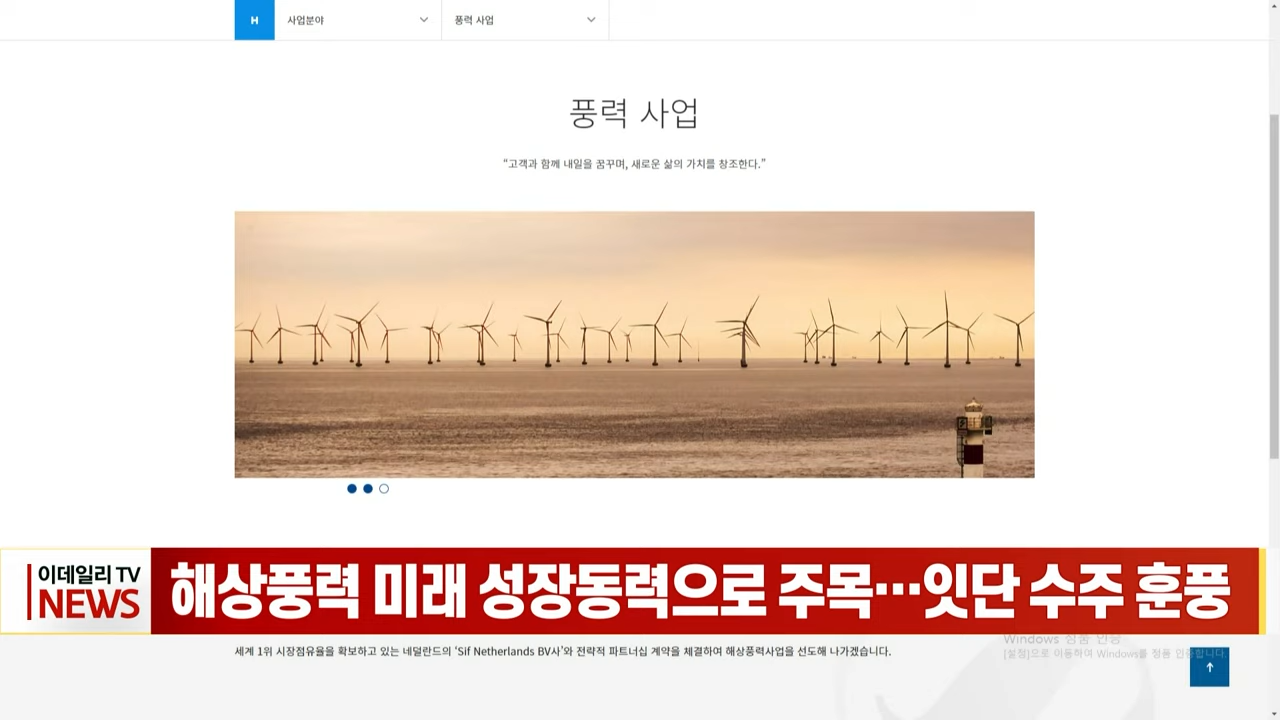 H 사업분야 풍력 사업
풍력 사업
“고객과 함께 내일을 꿈꾸며, 새로운 삶의 가치를 창조한다.”
이데일리 TV
NEWS
해상풍력 미래 성장동력으로 주목…잇단 수주 훈풍
Windows 정품 인증
[설정]으로 이동하여 Windows를 정품 인증합니다.
세계 1위 시장점유율을 확보하고 있는 네덜란드의 ‘Sif Netherlands BV사’와 전략적 파트너십 계약을 체결하여 해상풍력사업을 선도해 나가겠습니다.